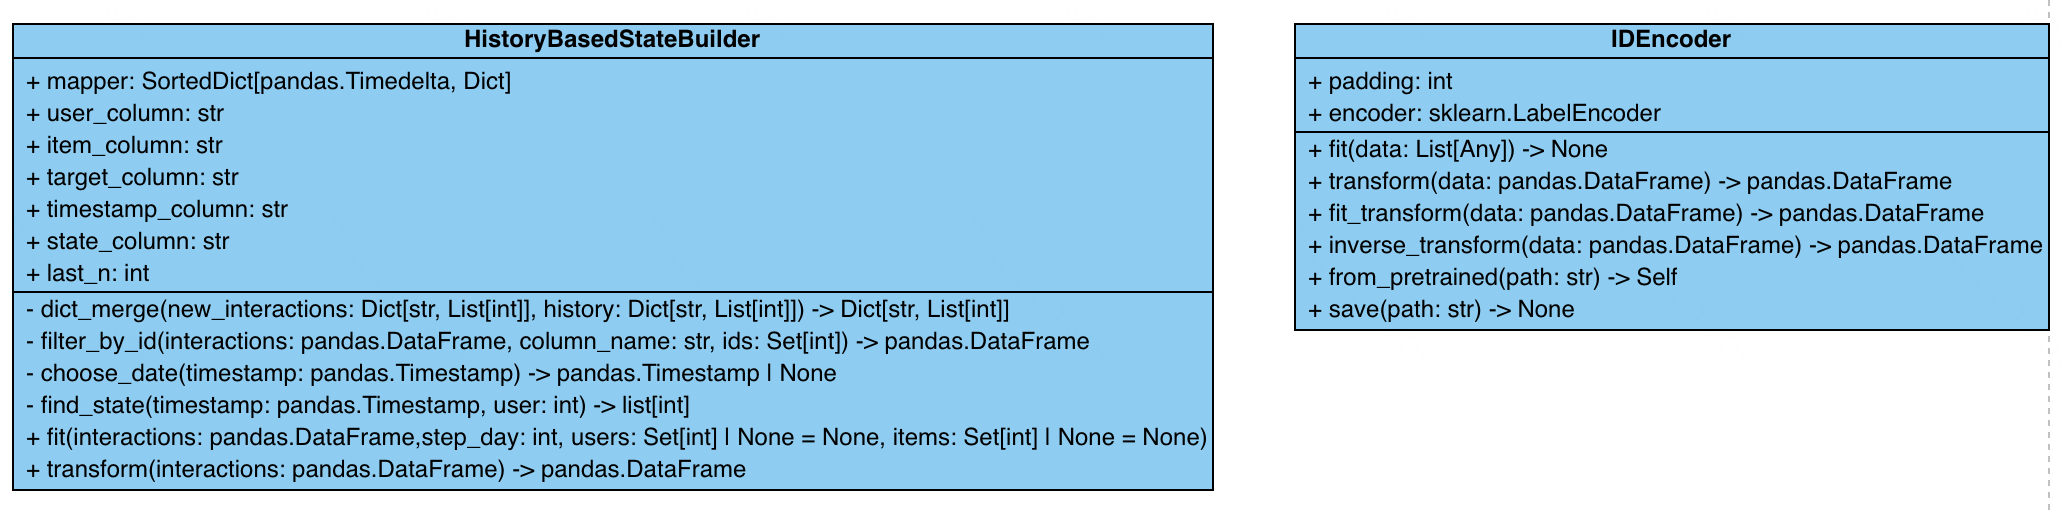 HistoryBasedStateBuilder
+ mapper: SortedDict[pandas.Timedelta, Dict]
+ user_column: str
+ item_column: str
+ target_column: str
+ timestamp_column: str
+ state_column: str
+ last_n: int
- dict_merge(new_interactions: Dict[str, List[int]], history: Dict[str, List[int]]) -> Dict[str, List[int]]
- filter_by_id(interactions: pandas.DataFrame, column_name: str, ids: Set[int]) -> pandas.DataFrame
- choose_date(timestamp: pandas.Timestamp) -> pandas.Timestamp | None
- find_state(timestamp: pandas.Timestamp, user: int) -> list[int]
+ fit(interactions: pandas.DataFrame,step_day: int, users: Set[int] | None = None, items: Set[int] | None = None)
+ transform(interactions: pandas.DataFrame) -> pandas.DataFrame
IDEncoder
+ padding: int
+ encoder: sklearn.LabelEncoder
+ fit(data: List[Any]) -> None
+ transform(data: pandas.DataFrame) -> pandas.DataFrame
+ fit_transform(data: pandas.DataFrame) -> pandas.DataFrame
+ inverse_transform(data: pandas.DataFrame) -> pandas.DataFrame
+ from_pretrained(path: str) -> Self
+ save(path: str) -> None